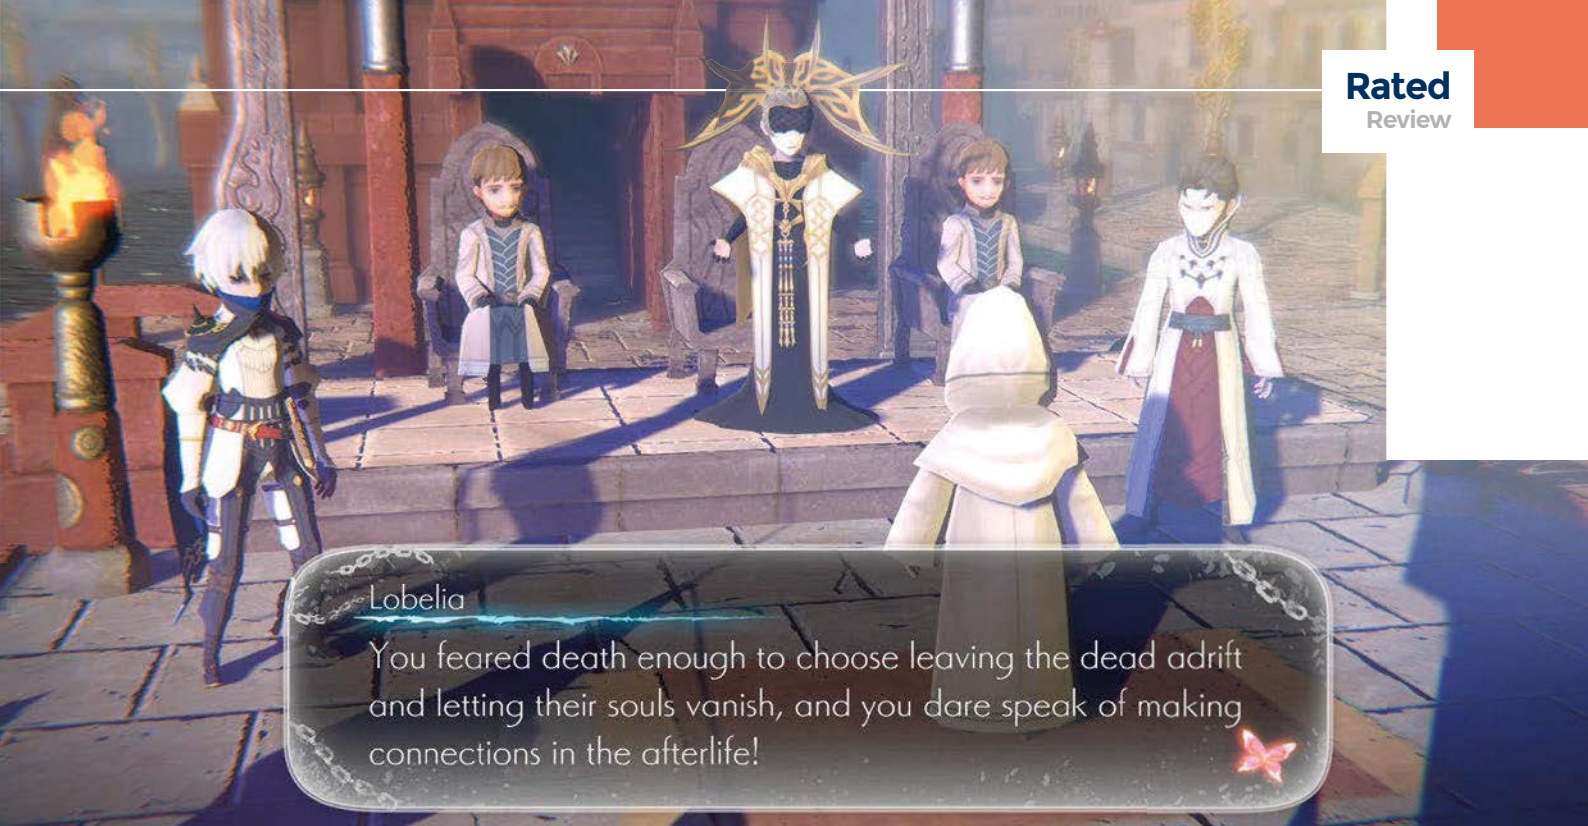 Rated
Review
Lobelia
You feared death enough to choose leaving the dead adrift
and letting their souls vanish, and you dare speak of making
connections in the afterlife!